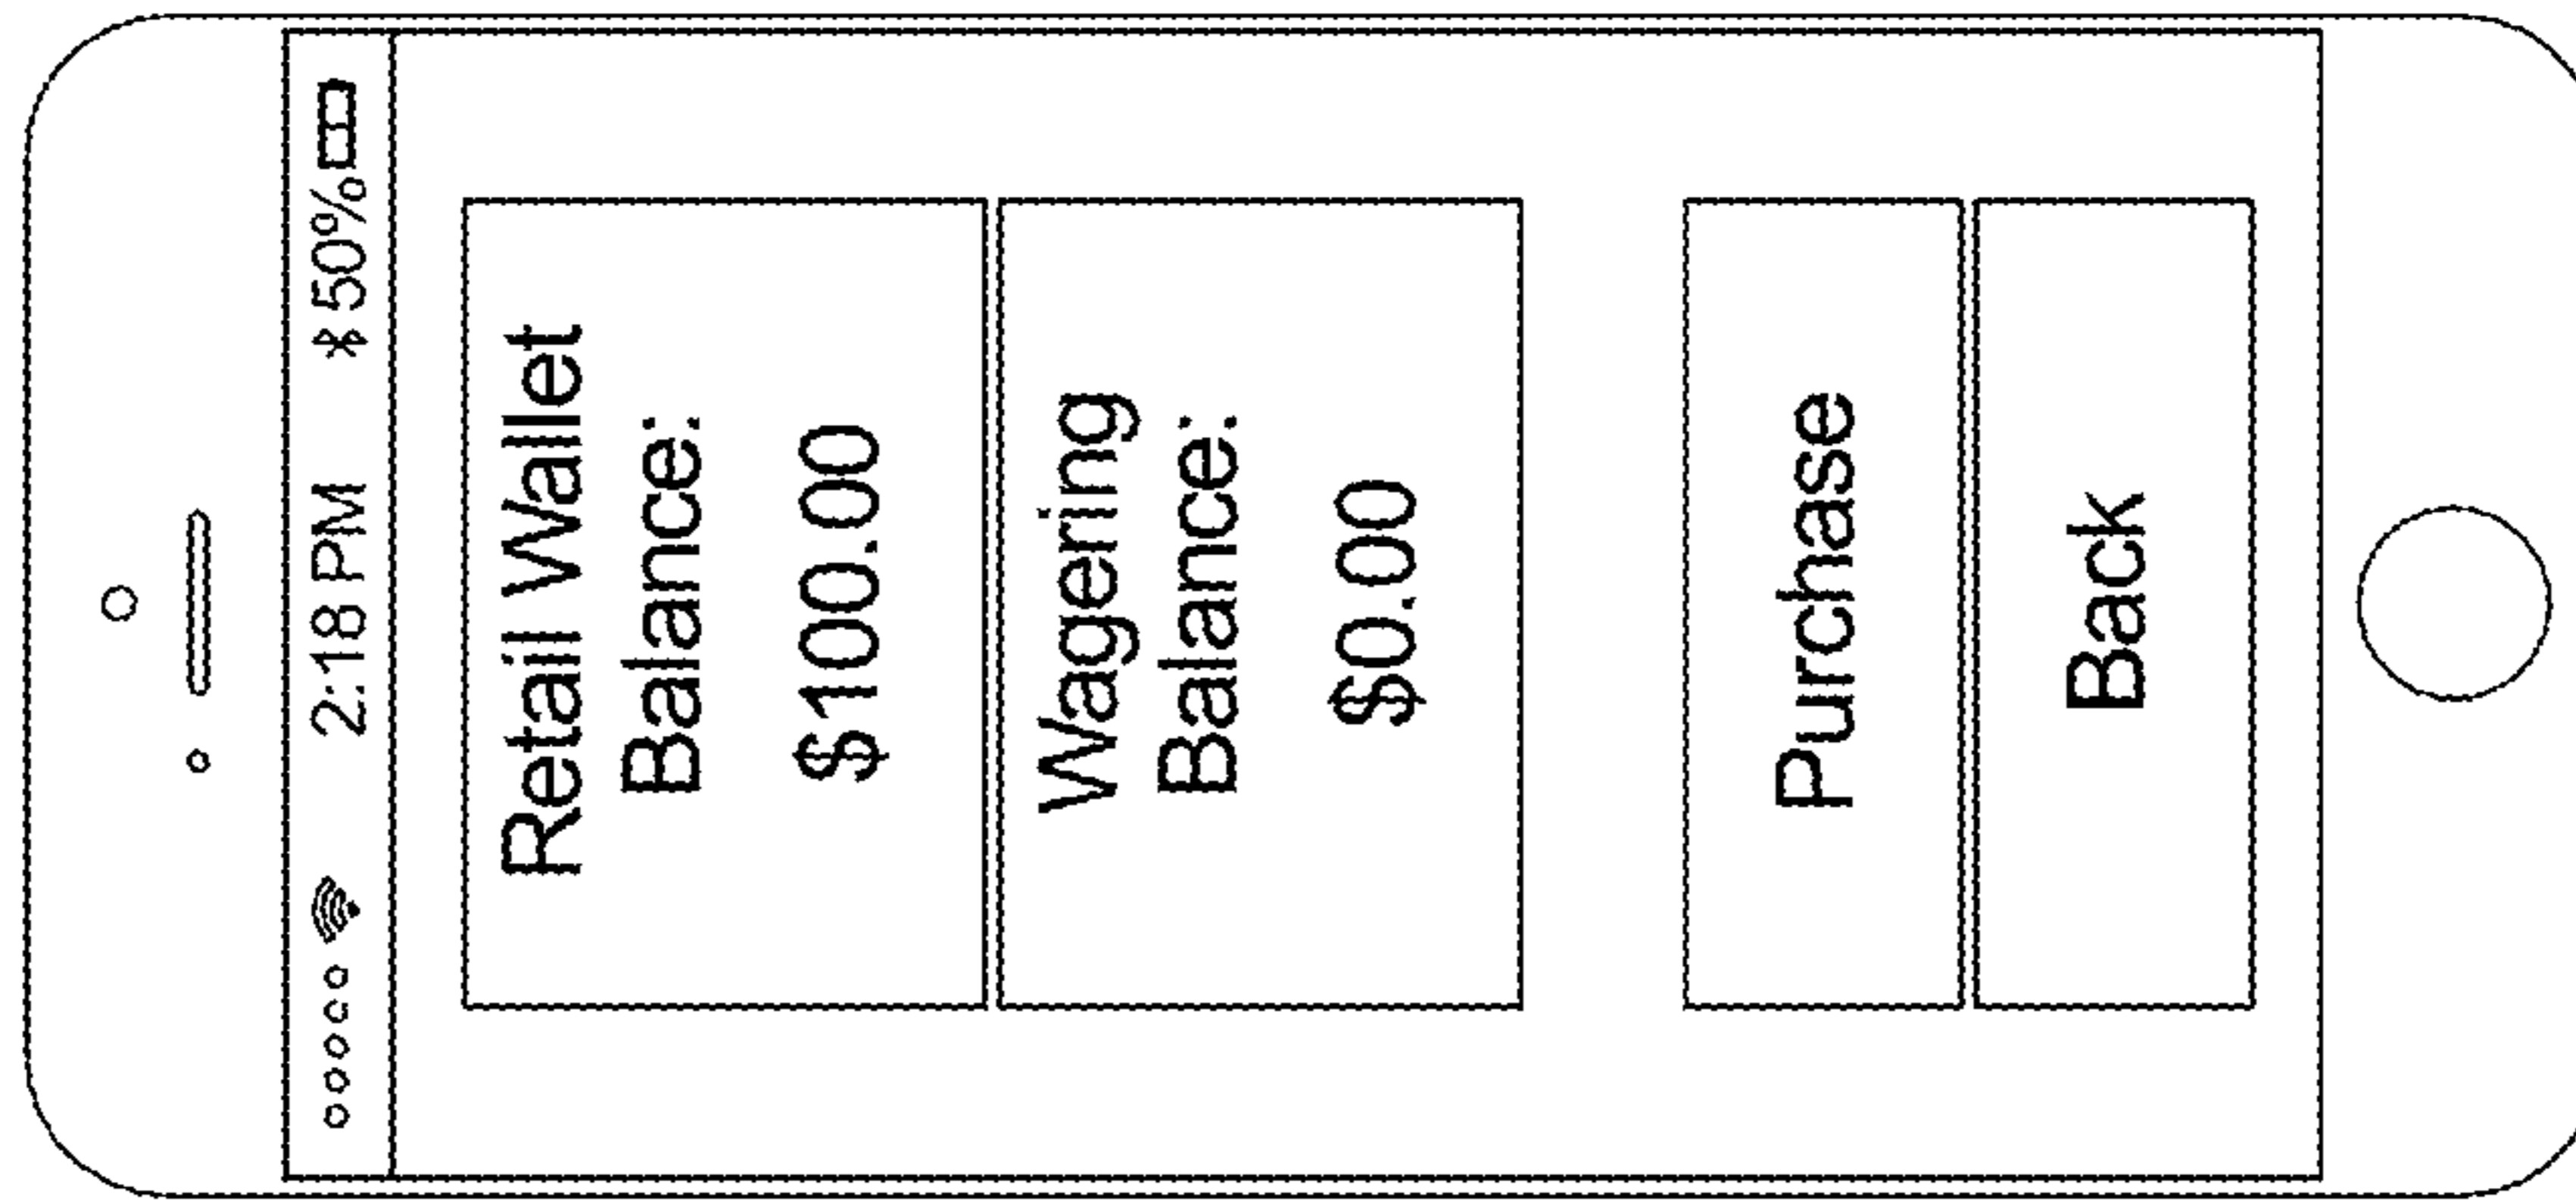 2:18 PM 50%
Retail Wallet
Balance:
$100.00
Wagering
Balance:
$0.00
Purchase
Back